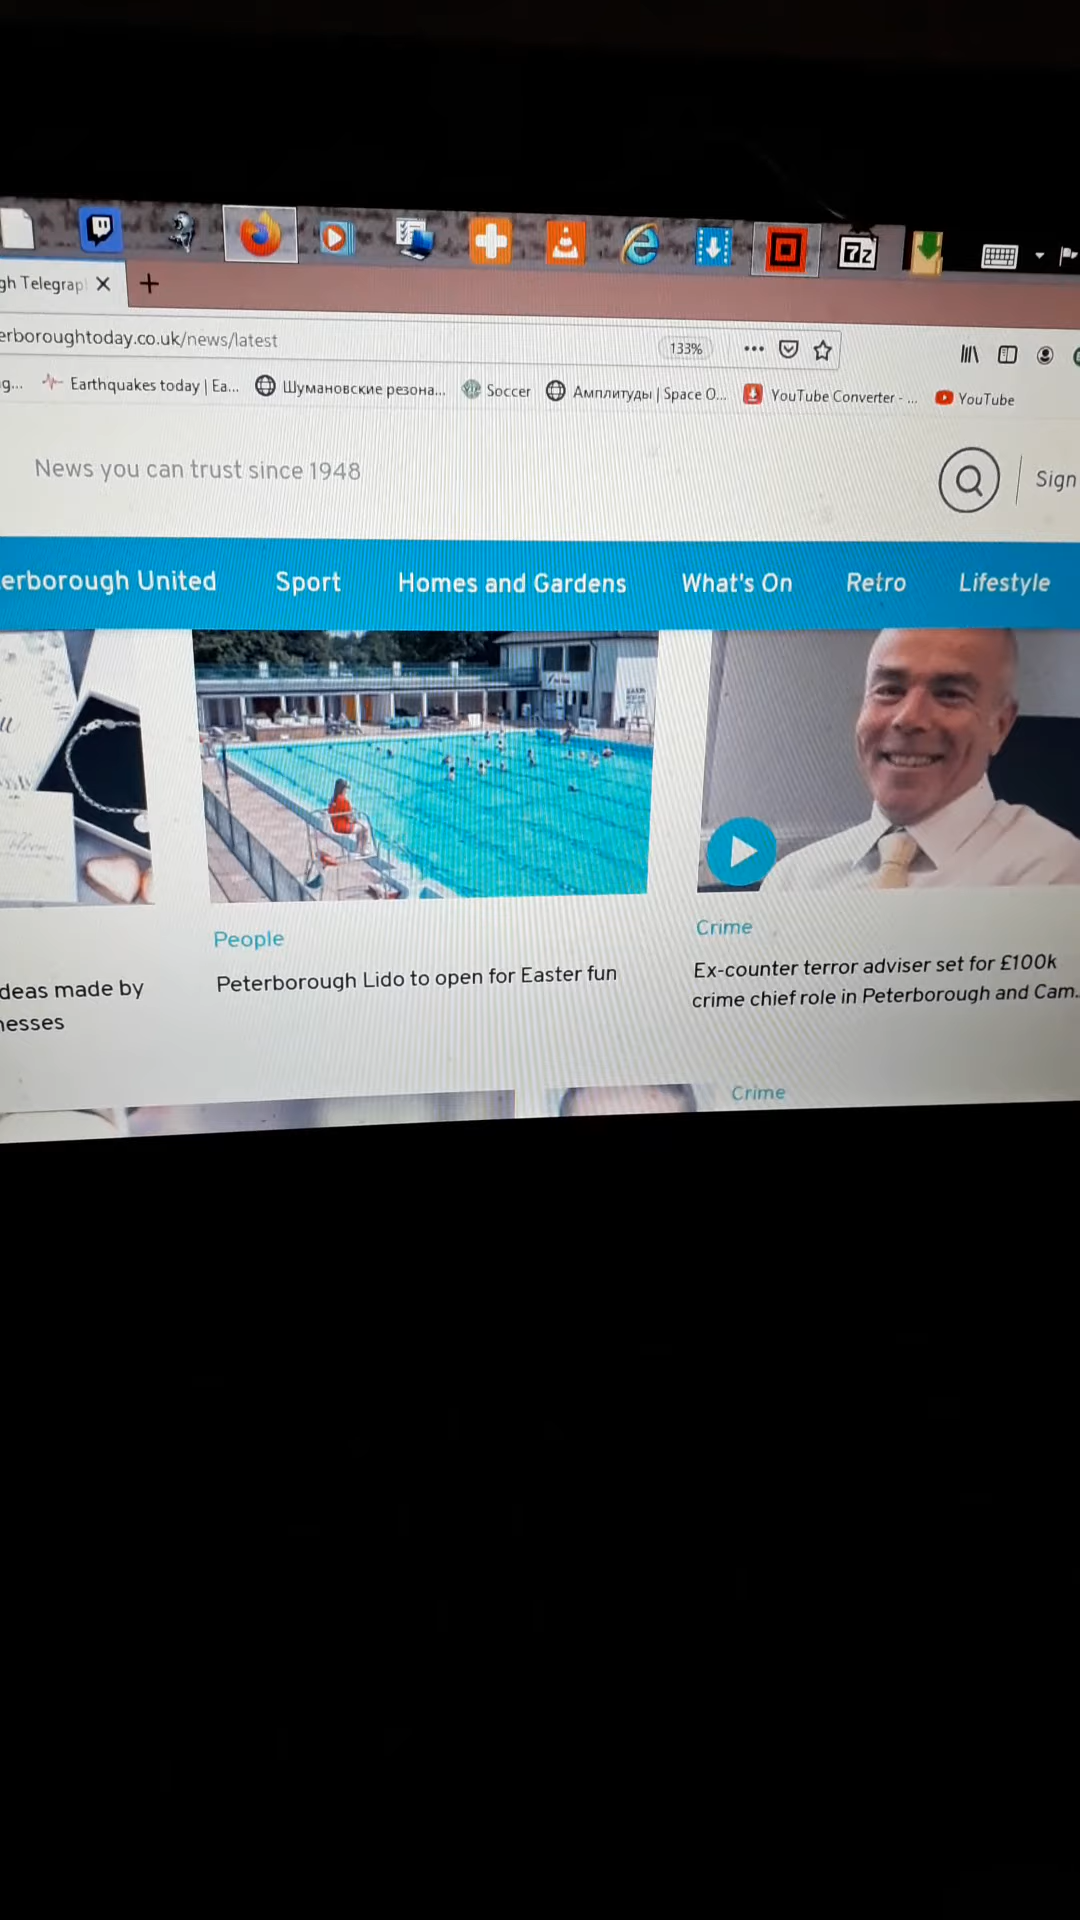 gh Telegrap
erboroughtoday.co.uk/news/latest
133%
g... Earthquakes today | Ea... Шумановские резона... Soccer Амплитуды | Space O... YouTube Converter - ... YouTube
News you can trust since 1948
Sign
erborough United Sport Homes and Gardens What's On Retro Lifestyle
People
Peterborough Lido to open for Easter fun
Crime
Ex-counter terror adviser set for £100k
crime chief role in Peterborough and Cam...
deas made by
nesses
Crime
7z